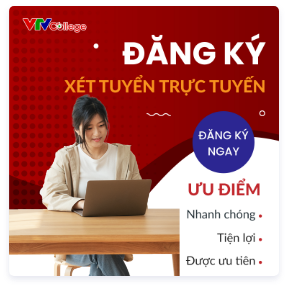 VTV College
ĐĂNG KÝ
XÉT TUYỂN TRỰC TUYẾN
ĐĂNG KÝ
NGAY
ƯU ĐIỂM
Nhanh chóng •
Tiện lợi •
Được ưu tiên •